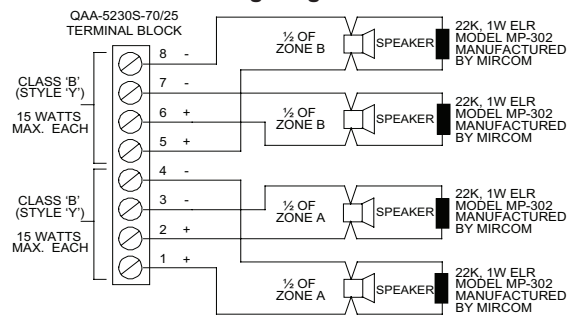 QAA-5230S-70/25
TERMINAL BLOCK
8 -
7 -
6 +
5 +
4 -
3 -
2 +
1 +
CLASS 'B'
(STYLE 'Y')
15 WATTS
MAX. EACH
CLASS 'B'
(STYLE 'Y')
15 WATTS
MAX. EACH
½ OF
ZONE B
SPEAKER
22K, 1W ELR
MODEL MP-302
MANUFACTURED
BY MIRCOM
½ OF
ZONE B
SPEAKER
22K, 1W ELR
MODEL MP-302
MANUFACTURED
BY MIRCOM
½ OF
ZONE A
SPEAKER
22K, 1W ELR
MODEL MP-302
MANUFACTURED
BY MIRCOM
½ OF
ZONE A
SPEAKER
22K, 1W ELR
MODEL MP-302
MANUFACTURED
BY MIRCOM